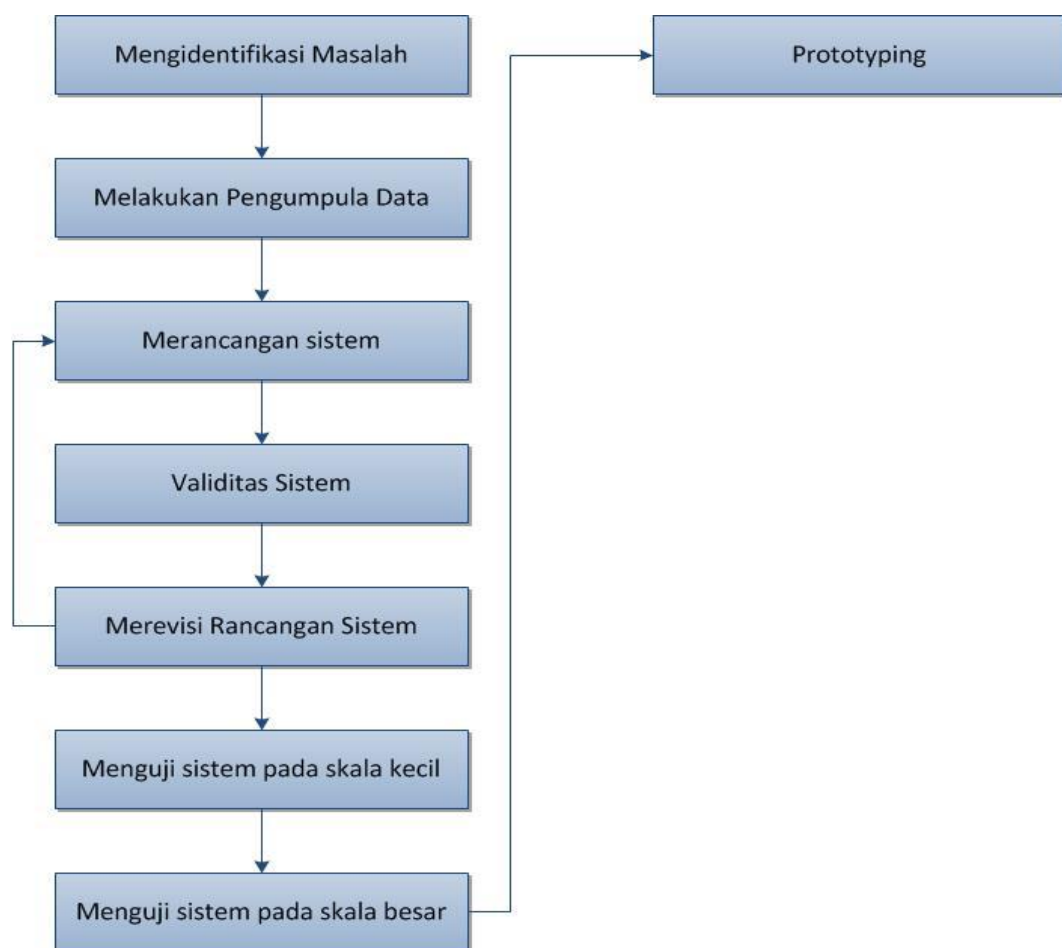 Mengidentifikasi Masalah
Melakukan Pengumpula Data
Merancangan sistem
Validitas Sistem
Merevisi Rancangan Sistem
Menguji sistem pada skala kecil
Menguji sistem pada skala besar
Prototyping